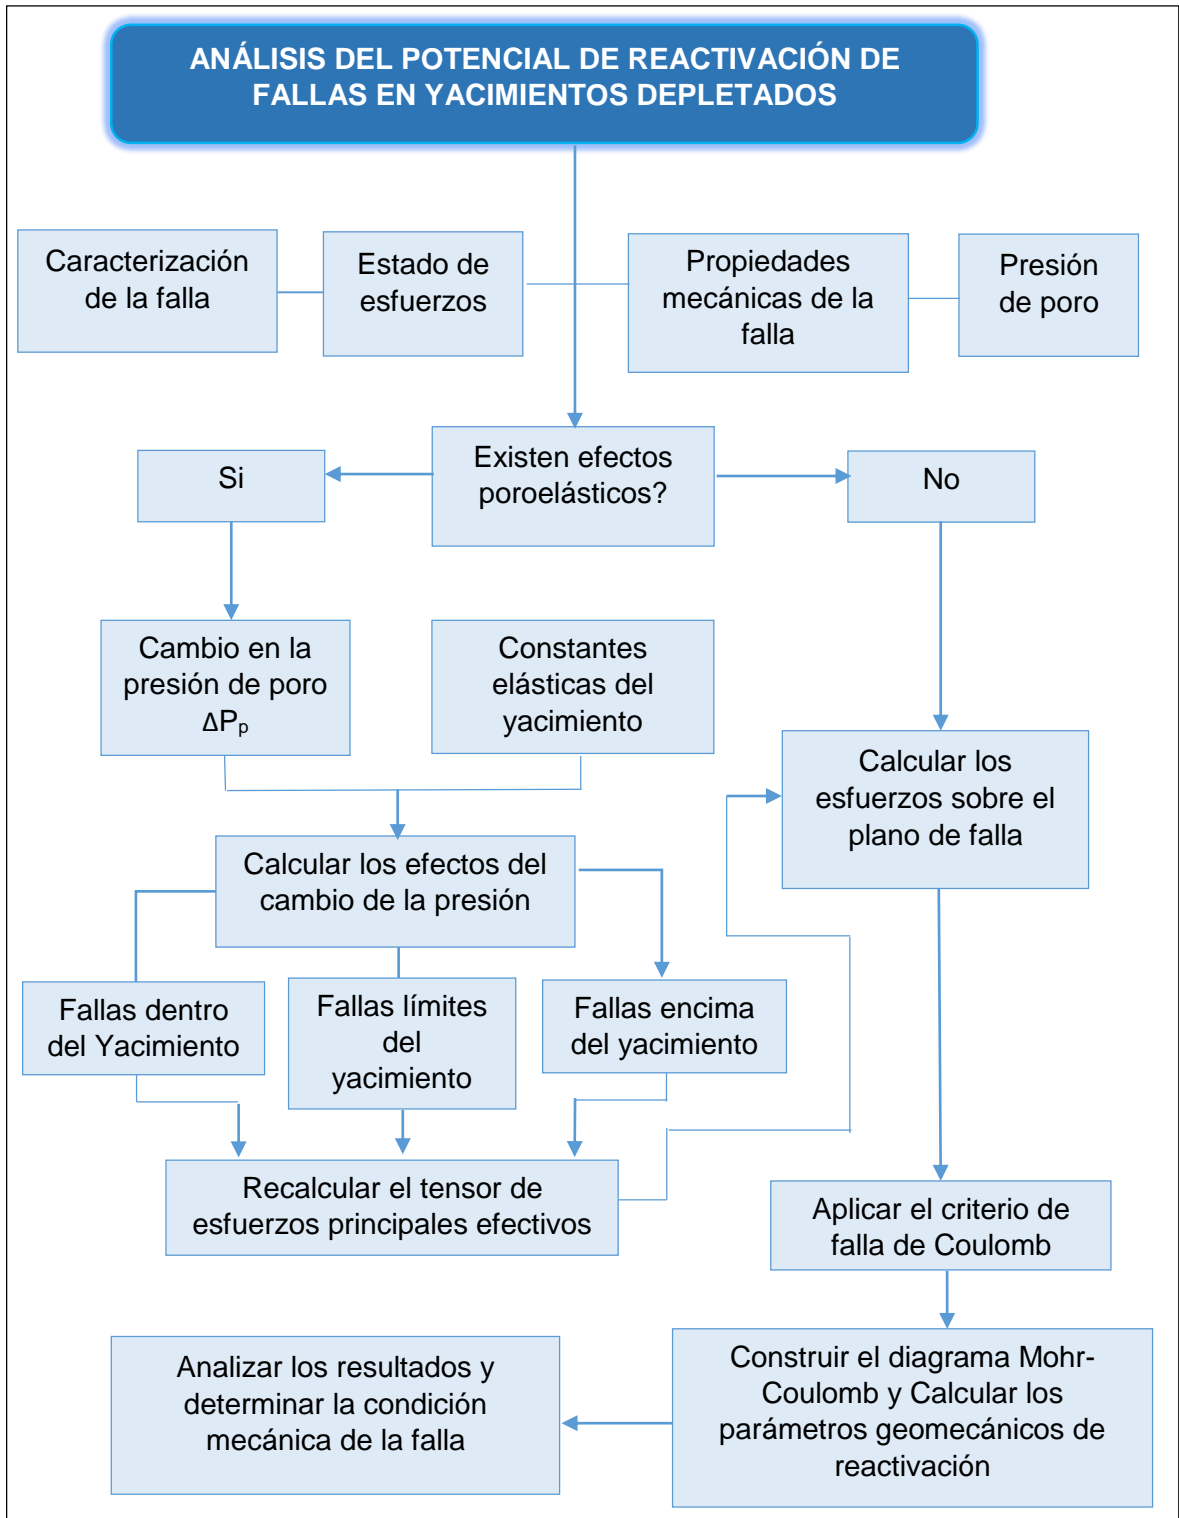 ANÁLISIS DEL POTENCIAL DE REACTIVACIÓN DE
FALLAS EN YACIMIENTOS DEPLETADOS
Caracterización
de la falla
Estado de
esfuerzos
Propiedades
mecánicas de la
falla
Presión
de poro
Existen efectos
poroelásticos?
Si
No
Cambio en la
presión de poro
ΔPₚ
Constantes
elásticas del
yacimiento
Calcular los
esfuerzos sobre el
plano de falla
Calcular los efectos del
cambio de la presión
Fallas dentro
del Yacimiento
Fallas límites
del
yacimiento
Fallas encima
del yacimiento
Recalcular el tensor de
esfuerzos principales efectivos
Aplicar el criterio de
falla de Coulomb
Construir el diagrama Mohr-
Coulomb y Calcular los
parámetros geomecánicos de
reactivación
Analizar los resultados y
determinar la condición
mecánica de la falla